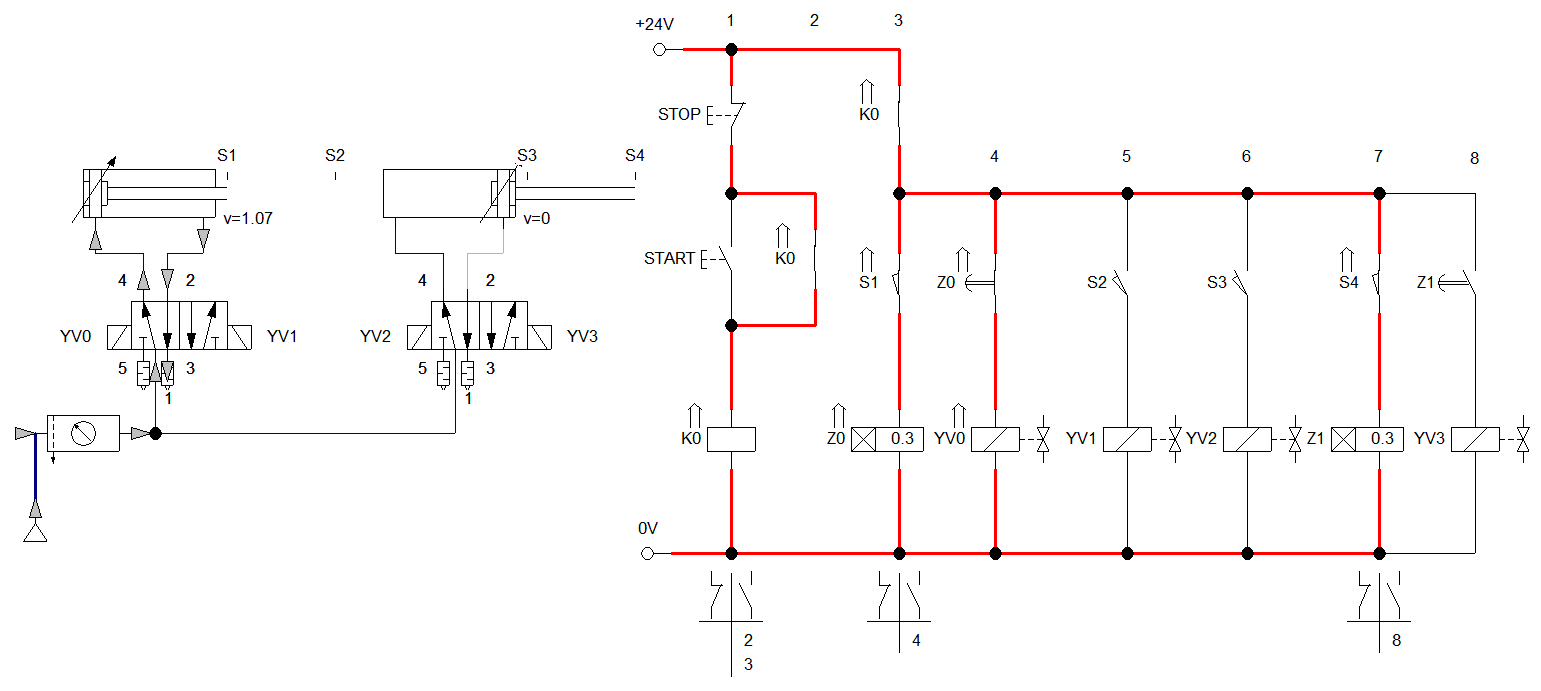 1 2 3
+24V
STOP K0
S1 S2 S3 S4 4 5 6 7 8
v=1.07 v=0
START K0
4 2 4 2 S1 Z0 S2 S3 S4 Z1
YV0 YV1 YV2 YV3
5 3 5 3
1 1
K0 Z0 0.3 YV0 YV1 YV2 Z1 0.3 YV3
0V
2 4 8
3